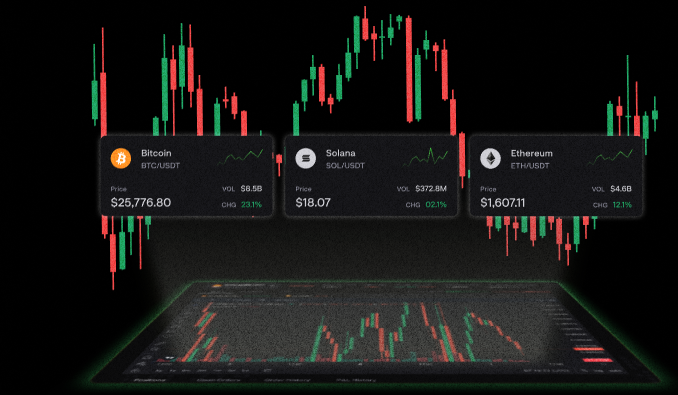 Bitcoin
BTC/USDT
Price
VOL $8.5B
$25,776.80
CHG 23.1%
Solana
SOL/USDT
Price
VOL $372.8M
$18.07
CHG 02.1%
Ethereum
ETH/USDT
Price
VOL $4.6B
$1,607.11
CHG 12.1%